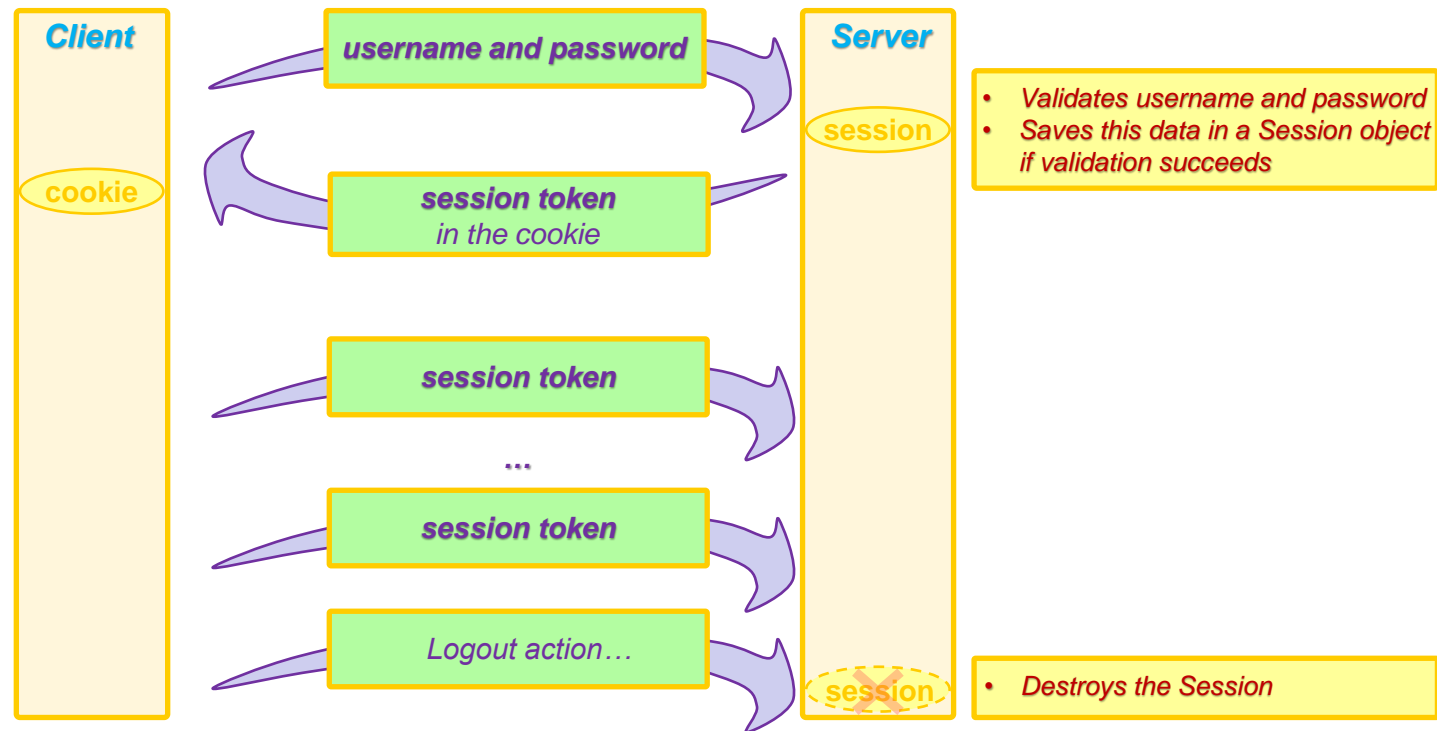 Client
username and password
Server
• Validates username and password
• Saves this data in a Session object
if validation succeeds
session
cookie
session token
in the cookie
session token
...
session token
Logout action…
session
• Destroys the Session